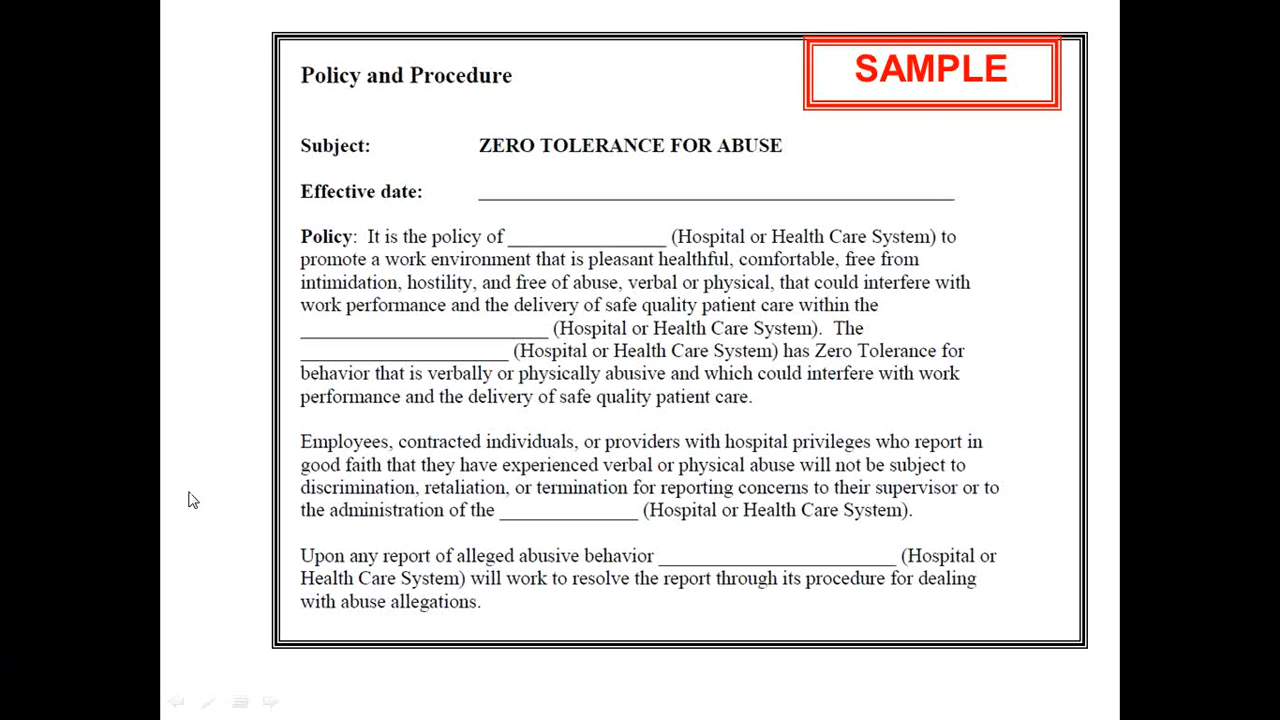 SAMPLE
Policy and Procedure
Subject: ZERO TOLERANCE FOR ABUSE
Effective date: ________________________________________________
Policy: It is the policy of ________________ (Hospital or Health Care System) to
promote a work environment that is pleasant healthful, comfortable, free from
intimidation, hostility, and free of abuse, verbal or physical, that could interfere with
work performance and the delivery of safe quality patient care within the
_________________________ (Hospital or Health Care System). The
_____________________ (Hospital or Health Care System) has Zero Tolerance for
behavior that is verbally or physically abusive and which could interfere with work
performance and the delivery of safe quality patient care.
Employees, contracted individuals, or providers with hospital privileges who report in
good faith that they have experienced verbal or physical abuse will not be subject to
discrimination, retaliation, or termination for reporting concerns to their supervisor or to
the administration of the ______________ (Hospital or Health Care System).
Upon any report of alleged abusive behavior ________________________ (Hospital or
Health Care System) will work to resolve the report through its procedure for dealing
with abuse allegations.